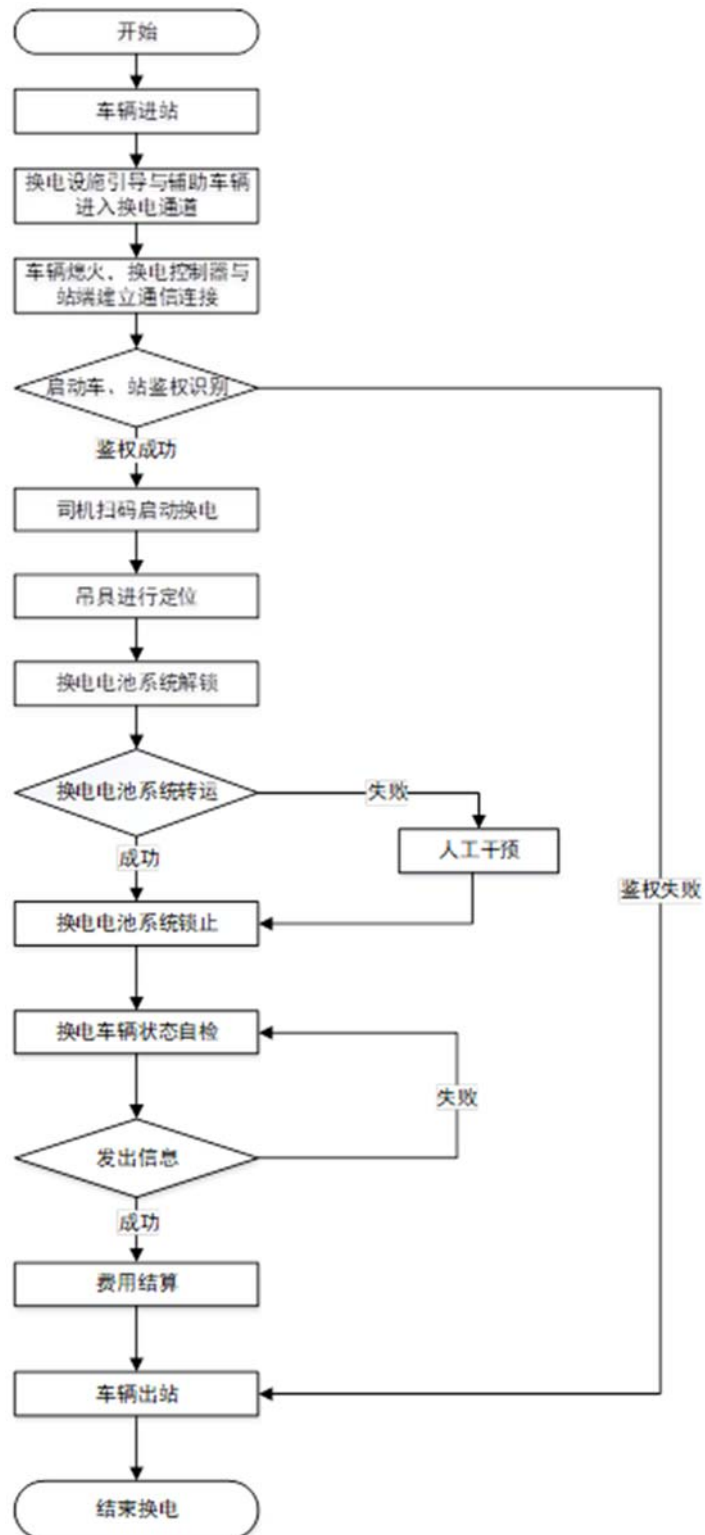 开始
车辆进站
换电设施引导与辅助车辆
进入换电通道
车辆熄火、换电控制器与
站端建立通信连接
启动车、站鉴权识别
鉴权成功
司机扫码启动换电
吊具进行定位
换电电池系统解锁
换电电池系统转运
失败
人工干预
成功
鉴权失败
换电电池系统锁止
换电车辆状态自检
失败
发出信息
成功
费用结算
车辆出站
结束换电